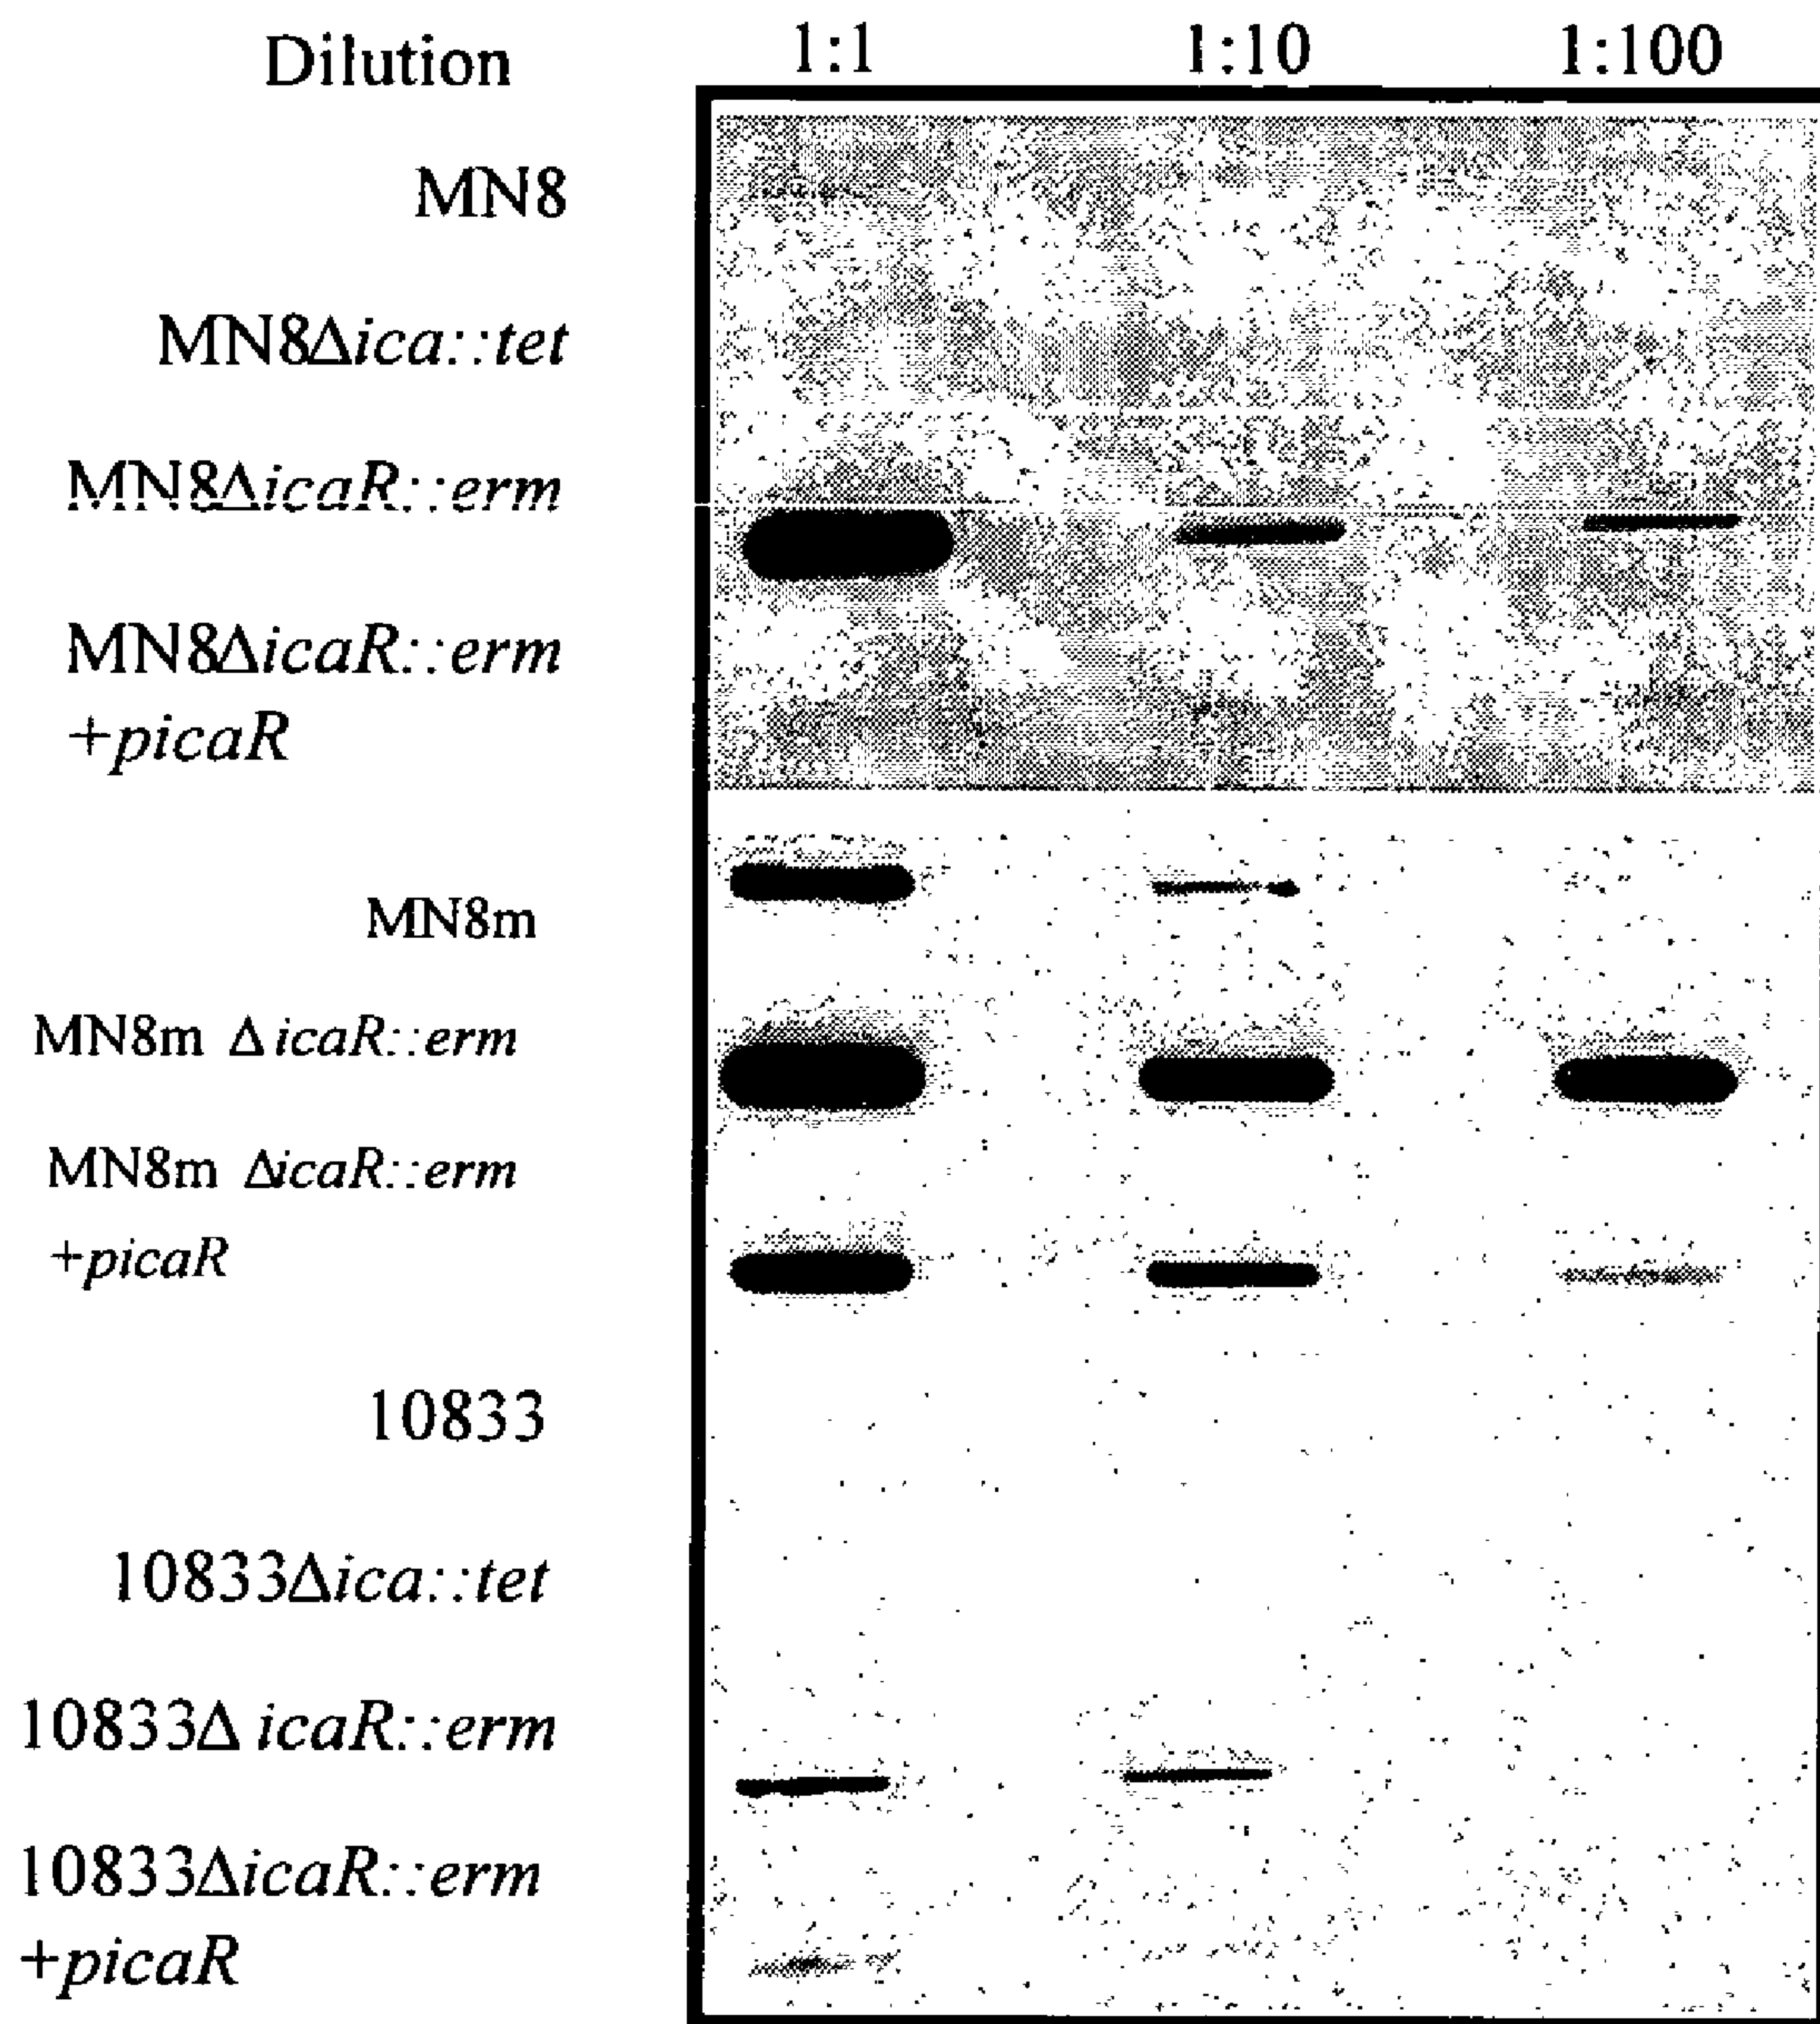 Dilution 1:1 1:10 1:100
MN8
MN8Δica::tet
MN8ΔicaR::erm
MN8ΔicaR::erm
+picaR
MN8m
MN8m ΔicaR::erm
MN8m ΔicaR::erm
+picaR
10833
10833Δica::tet
10833Δ icaR::erm
10833ΔicaR::erm
+picaR